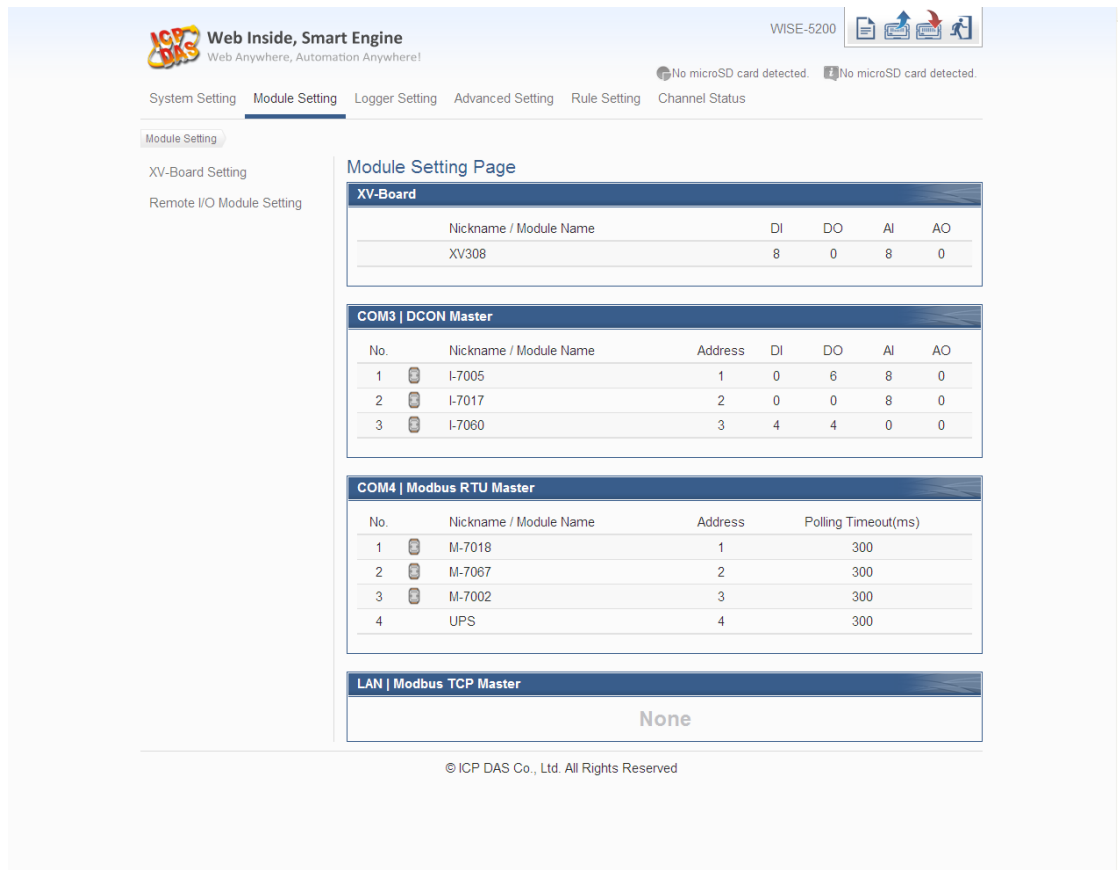 ICP DAS
Web Inside, Smart Engine
Web Anywhere, Automation Anywhere!
WISE-5200
No microSD card detected. No microSD card detected.
System Setting Module Setting Logger Setting Advanced Setting Rule Setting Channel Status
Module Setting
XV-Board Setting
Remote I/O Module Setting
Module Setting Page
XV-Board
Nickname / Module Name DI DO AI AO
XV308 8 0 8 0
COM3 | DCON Master
No. Nickname / Module Name Address DI DO AI AO
1 I-7005 1 0 6 8 0
2 I-7017 2 0 0 8 0
3 I-7060 3 4 4 0 0
COM4 | Modbus RTU Master
No. Nickname / Module Name Address Polling Timeout(ms)
1 M-7018 1 300
2 M-7067 2 300
3 M-7002 3 300
4 UPS 4 300
LAN | Modbus TCP Master
None
© ICP DAS Co., Ltd. All Rights Reserved